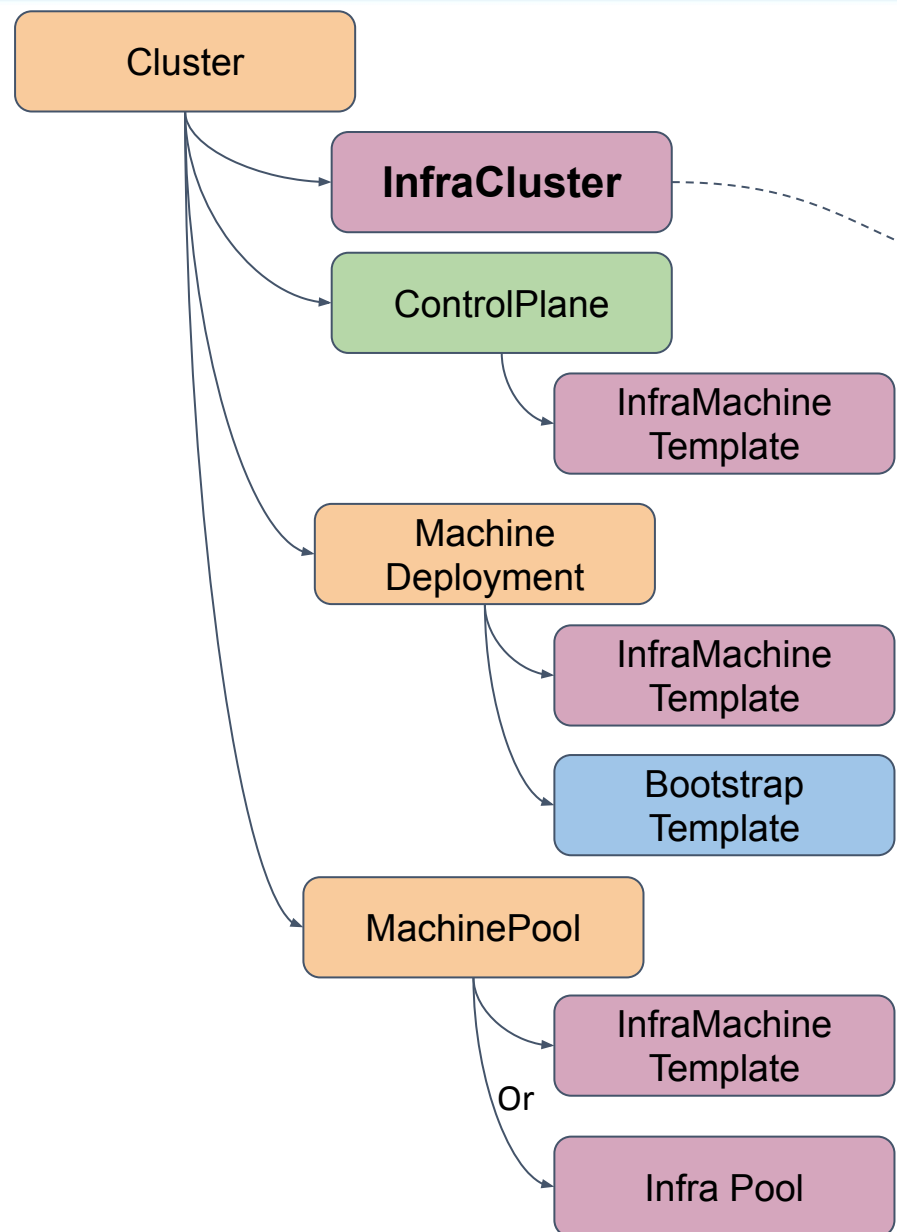 Cluster
InfraCluster
ControlPlane
InfraMachine
Template
Machine
Deployment
InfraMachine
Template
Bootstrap
Template
MachinePool
InfraMachine
Template
Or
Infra Pool